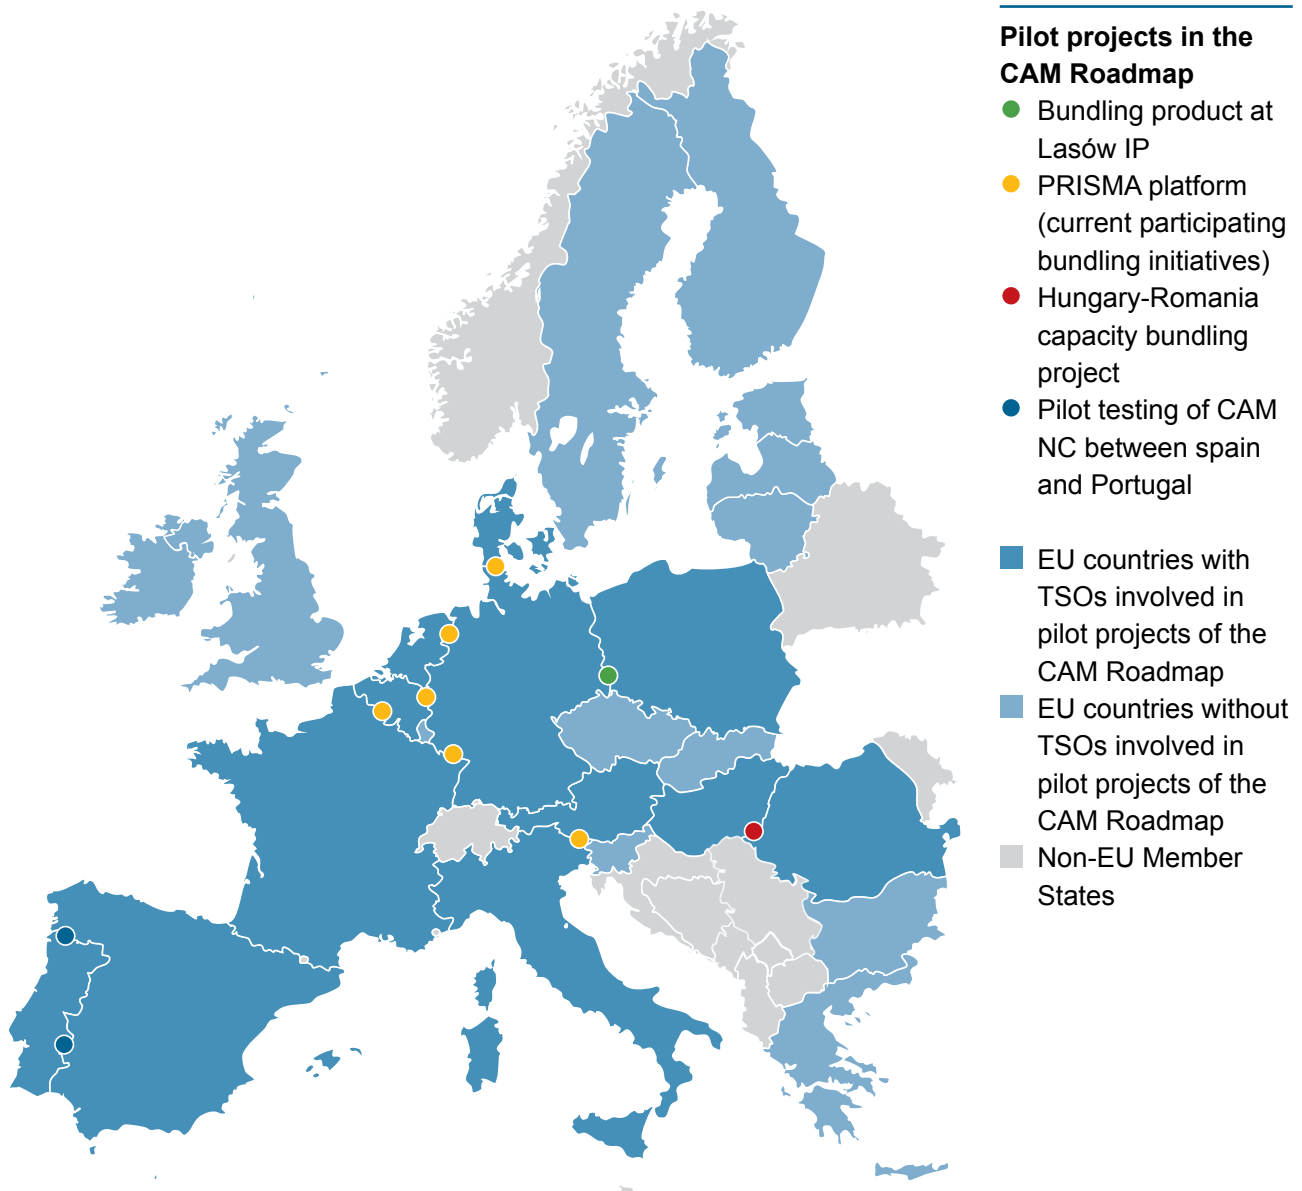 Pilot projects in the
CAM Roadmap
Bundling product at
Lasów IP
PRISMA platform
(current participating
bundling initiatives)
Hungary-Romania
capacity bundling
project
Pilot testing of CAM
NC between spain
and Portugal
EU countries with
TSOs involved in
pilot projects of the
CAM Roadmap
EU countries without
TSOs involved in
pilot projects of the
CAM Roadmap
Non-EU Member
States